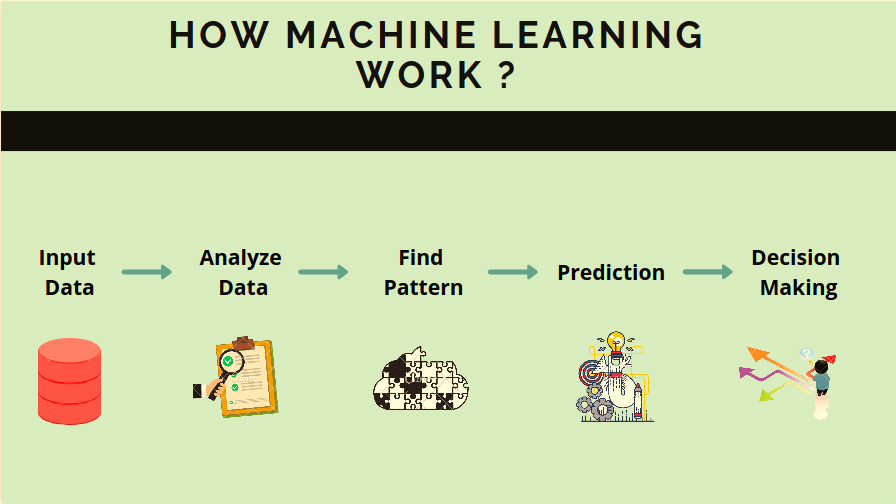 HOW MACHINE LEARNING
WORK ?
Input
Data
Analyze
Data
Find
Pattern
Prediction
Decision
Making